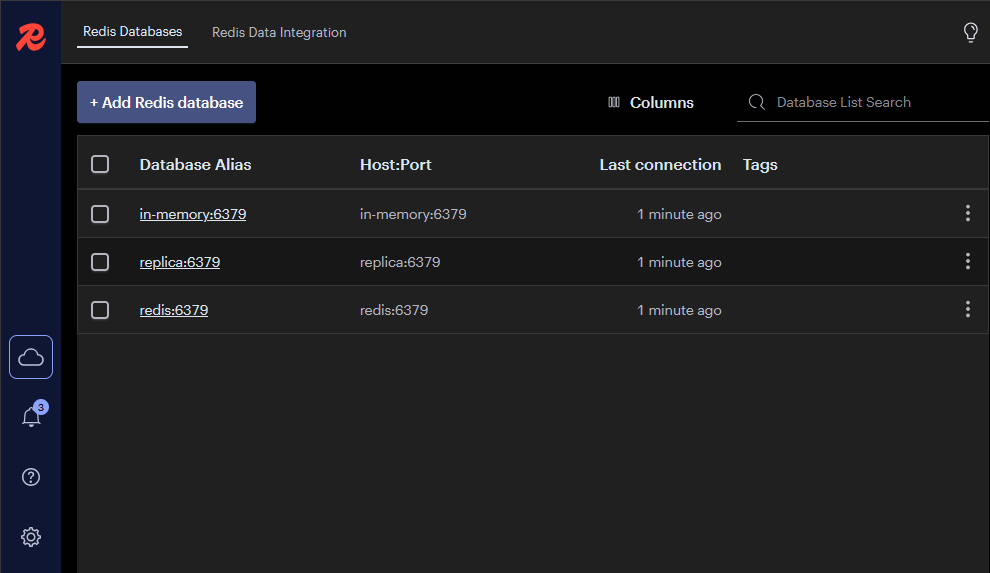 Redis Databases
Redis Data Integration
+ Add Redis database
Columns
Database List Search
Database Alias Host:Port Last connection Tags
in-memory:6379 in-memory:6379 1 minute ago
replica:6379 replica:6379 1 minute ago
redis:6379 redis:6379 1 minute ago
3